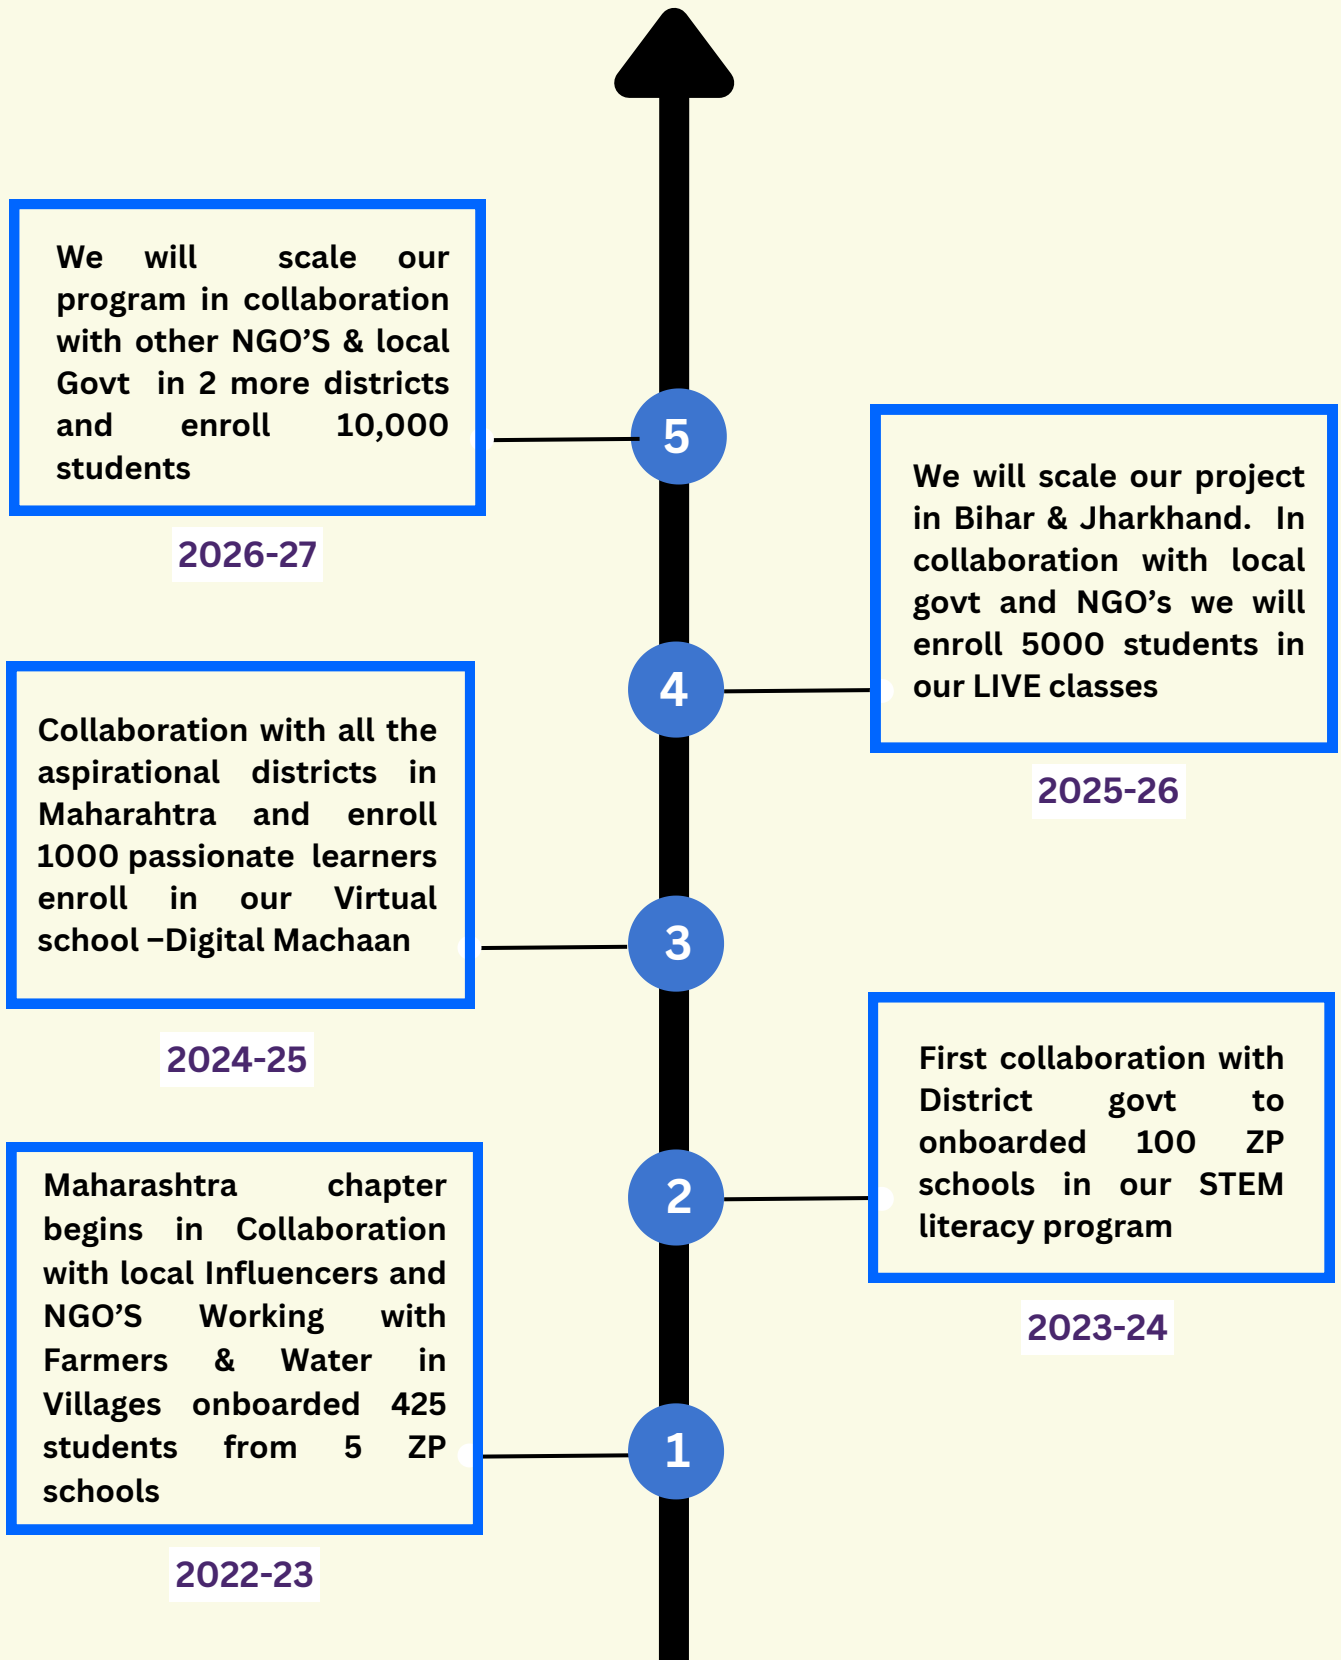 We will scale our
program in collaboration
with other NGO’S & local
Govt in 2 more districts
and enroll 10,000
students
5
2026-27
We will scale our project
in Bihar & Jharkhand. In
collaboration with local
govt and NGO’s we will
enroll 5000 students in
our LIVE classes
4
2025-26
Collaboration with all the
aspirational districts in
Maharahtra and enroll
1000 passionate learners
enroll in our Virtual
school –Digital Machaan
3
2024-25
First collaboration with
District govt to
onboarded 100 ZP
schools in our STEM
literacy program
2
2023-24
Maharashtra chapter
begins in Collaboration
with local Influencers and
NGO’S Working with
Farmers & Water in
Villages onboarded 425
students from 5 ZP
schools
1
2022-23